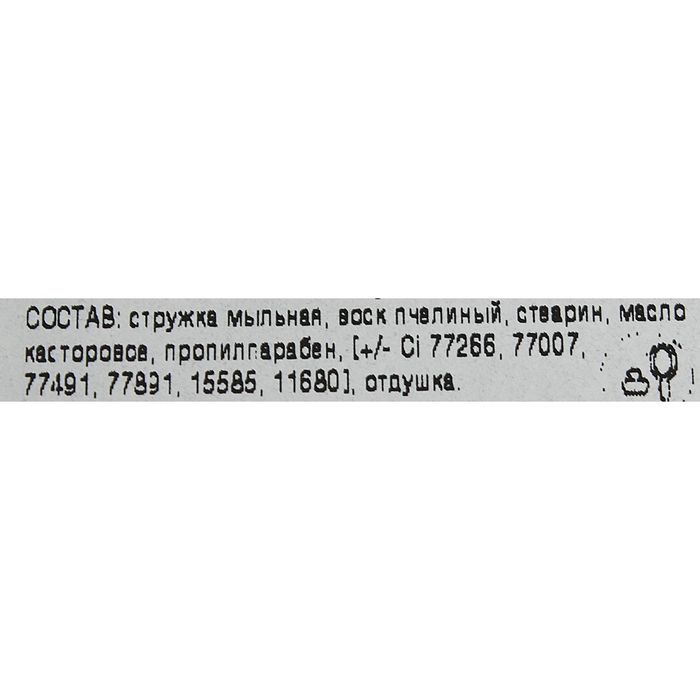 СОСТАВ: стружка мыльная, воск пчелиный, стеарин, масло
касторовое, пропилпарабен, [+/- Ci 77266, 77007,
77491, 77891, 15585, 11680], отдушка.